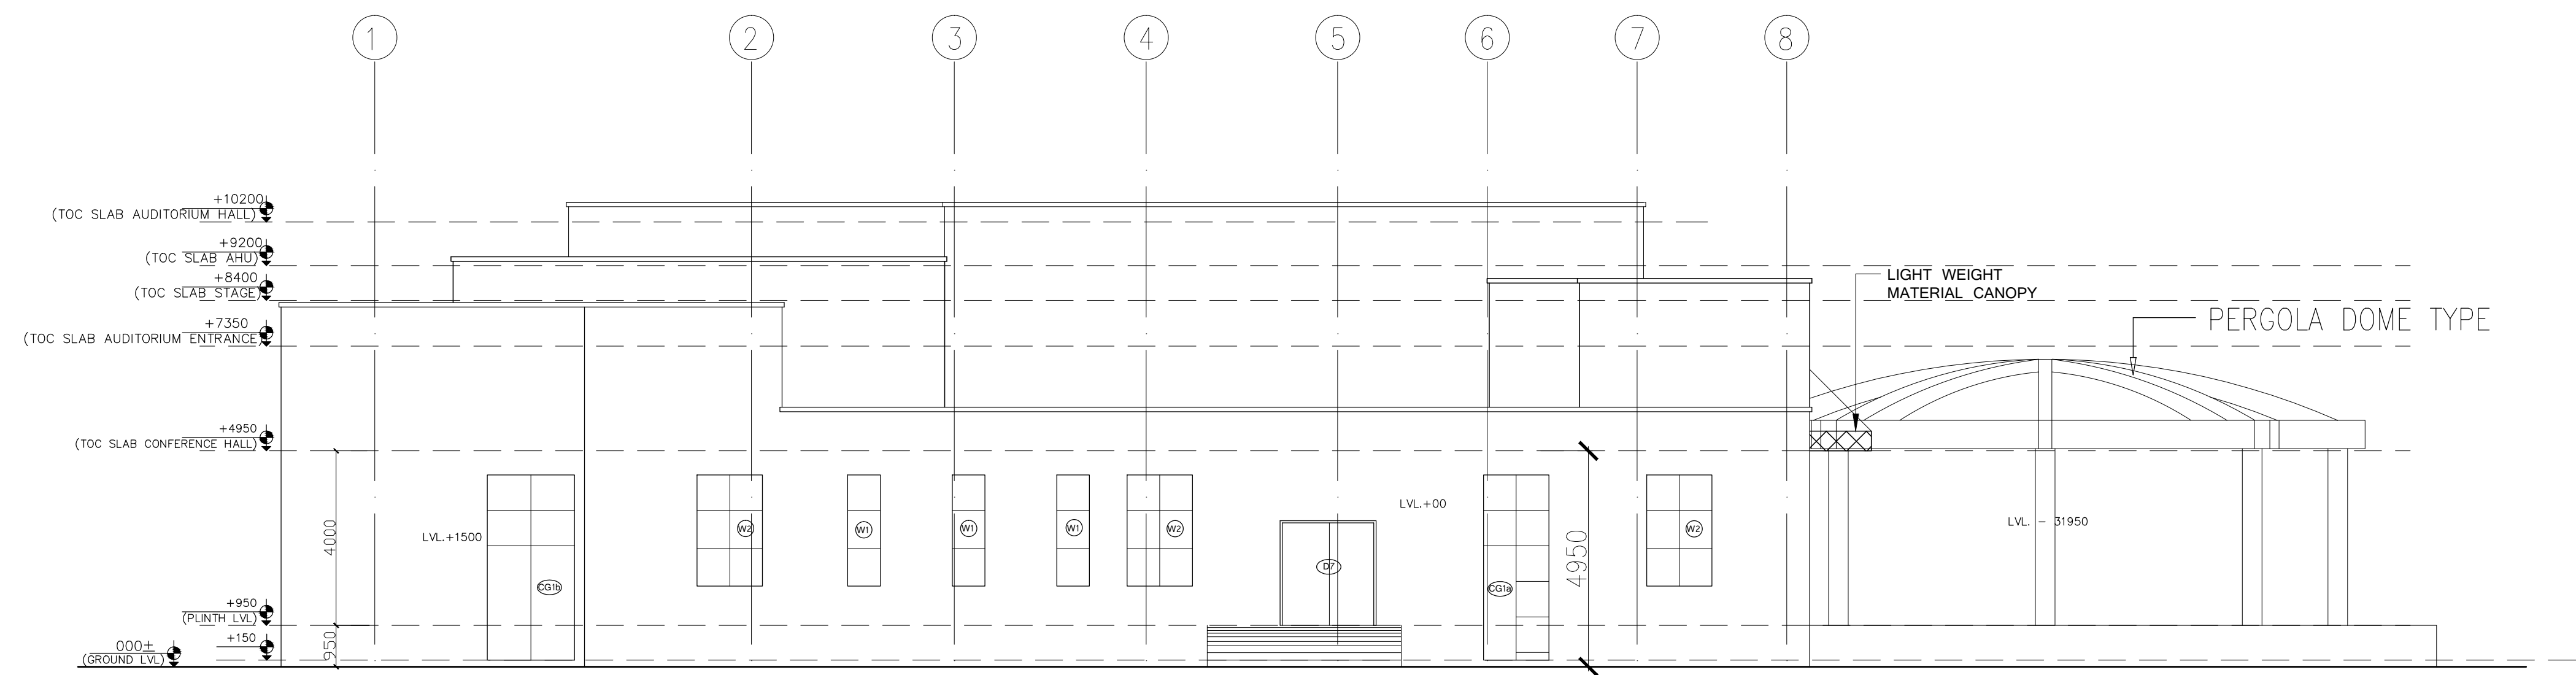 1
2
3
4
5
6
7
8
+10200
(TOC SLAB AUDITORIUM HALL)
+9200
(TOC SLAB AHU)
+8400
(TOC SLAB STAGE)
LIGHT WEIGHT
MATERIAL CANOPY
+7350
(TOC SLAB AUDITORIUM ENTRANCE)
PERGOLA DOME TYPE
+4950
(TOC SLAB CONFERENCE HALL)
LVL.+00
LVL. - 31950
W2
W1
W1
W1
W2
W2
4000
LVL.+1500
4950
D7
CG1b
CG1a
+950
(PLINTH LVL)
950
+150
000±
(GROUND LVL)